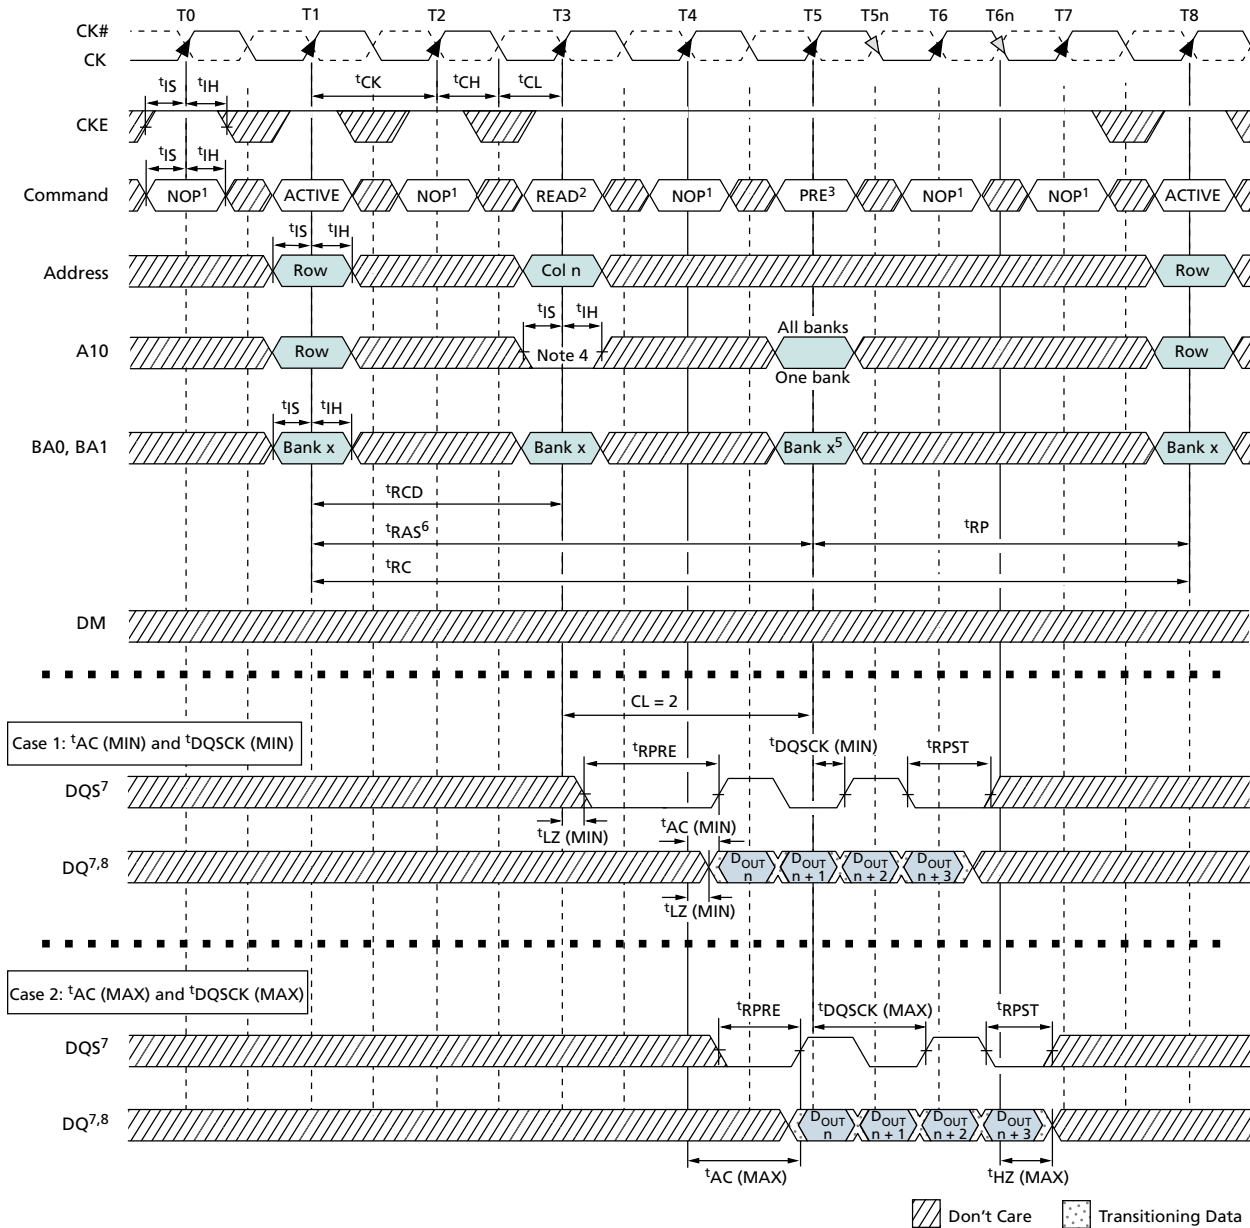 T0 T1 T2 T3 T4 T5 T5n T6 T6n T7 T8
CK#
CK
tCK tCH tCL
tIS tIH
CKE
tIS tIH
Command NOP1 ACTIVE NOP1 READ2 NOP1 PRE3 NOP1 NOP1 ACTIVE
tIS tIH
Address Row Col n Row
tIS tIH
All banks
A10 Row Note 4 Row
One bank
tIS tIH
BA0, BA1 Bank x Bank x Bank x5 Bank x
tRCD
tRAS6 tRP
tRC
DM
CL = 2
Case 1: tAC (MIN) and tDQSCK (MIN)
tRPRE tDQSCK (MIN) tRPST
DQS7
tLZ (MIN) tAC (MIN)
DQ7,8 DOUT n DOUT n + 1 DOUT n + 2 DOUT n + 3
tLZ (MIN)
Case 2: tAC (MAX) and tDQSCK (MAX)
tRPRE tDQSCK (MAX) tRPST
DQS7
DQ7,8 DOUT n DOUT n + 1 DOUT n + 2 DOUT n + 3
tAC (MAX) tHZ (MAX)
Don't Care Transitioning Data